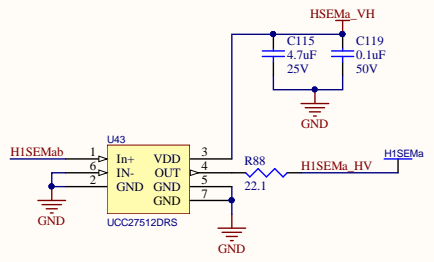 HSEMa_VH
C115
4.7uF
25V
C119
0.1uF
50V
GND
U43
H1SEMab
1
In+
VDD
3
6
IN-
OUT
4
2
GND
GND
5
GND
7
UCC27512DRS
R88
22.1
H1SEMa_HV
H1SEMa
GND
GND